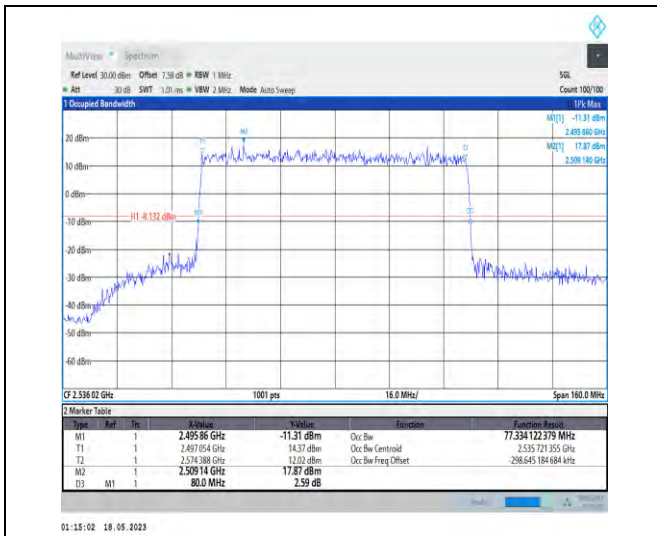 MultiView Spectrum
Ref Level 30.00 dBm Offset 7.59 dB RBW 1 MHz SGL
Att 30 dB SWT 1.01 ms VBW 2 MHz Mode Auto Sweep Count 100/100
1 Occupied Bandwidth 1Pk Max
M1[1] -11.31 dBm
2.495 860 GHz
M2[1] 17.87 dBm
2.509 140 GHz
20 dBm
10 dBm
0 dBm
H1 -8.132 dBm
-10 dBm
-20 dBm
-30 dBm
-40 dBm
-50 dBm
-60 dBm
T1
M2
CF 2.536 02 GHz 1001 pts 16.0 MHz/ Span 160.0 MHz
2 Marker Table
Type Ref Trc X-Value Y-Value Function Function Result
M1 1 2.495 86 GHz -11.31 dBm Occ Bw 77.334 122 379 MHz
T1 1 2.497 054 GHz 14.37 dBm Occ Bw Centroid 2.535 721 355 GHz
T2 1 2.574 388 GHz 12.02 dBm Occ Bw Freq Offset -298.645 184 684 kHz
M2 1 2.509 14 GHz 17.87 dBm
D3 M1 1 80.0 MHz 2.59 dB
01:15:02 18.05.2023